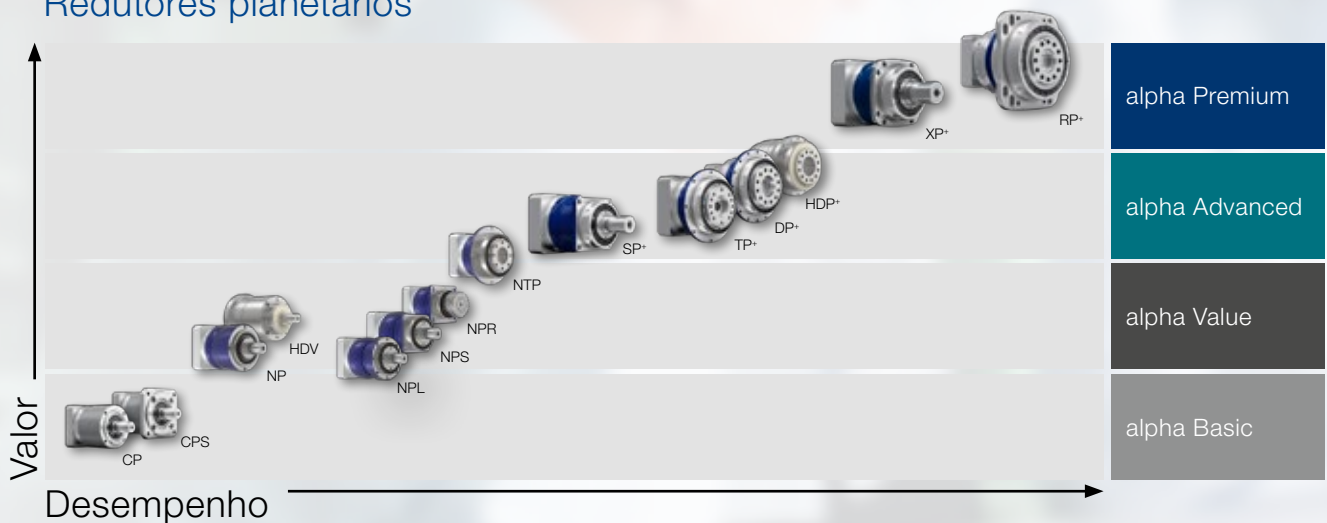 Redutores planetários
alpha Premium
RP⁺
XP⁺
alpha Advanced
HDP⁺
DP⁺
TP⁺
SP⁺
NTP
alpha Value
NPR
HDV
NPS
NP
NPL
alpha Basic
CPS
CP
Valor
Desempenho